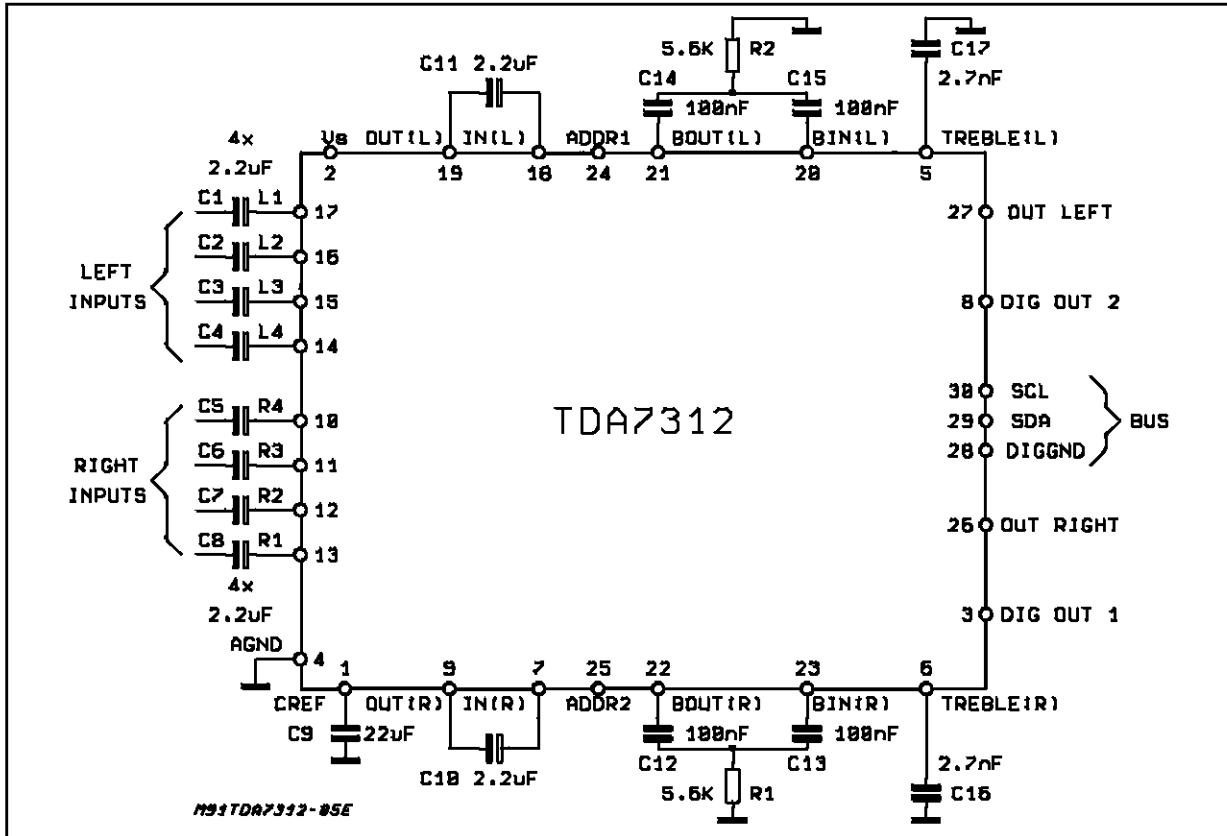 5.6K R2
C17
C11 2.2uF
C14 C15
2.7nF
100nF 100nF
4x
2.2uF
Vs OUT(L) IN(L) ADDR1 BOUT(L) BIN(L) TREBLE(L)
2 19 18 24 21 20 5
C1 L1 17
C2 L2 16
C3 L3 15
C4 L4 14
LEFT
INPUTS
27 OUT LEFT
8 DIG OUT 2
TDA7312
30 SCL
29 SDA
28 DIGGND
BUS
C5 R4 10
C6 R3 11
C7 R2 12
C8 R1 13
RIGHT
INPUTS
26 OUT RIGHT
4x
2.2uF
3 DIG OUT 1
AGND
4
1 9 7 25 22 23 6
CREF OUT(R) IN(R) ADDR2 BOUT(R) BIN(R) TREBLE(R)
C9 22uF
100nF 100nF
C12 C13
2.7nF
C10 2.2uF
5.6K R1
C16
M91TDA7312-05E